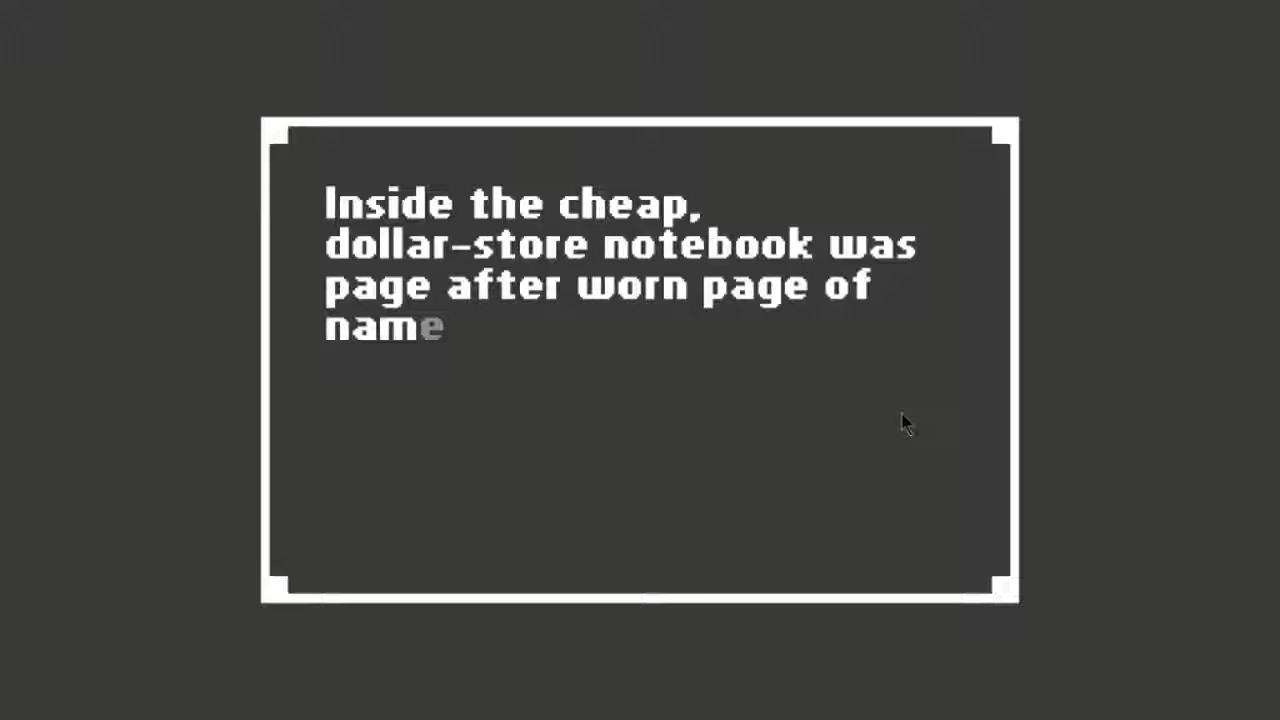 Inside the cheap,
dollar-store notebook was
page after worn page of
name